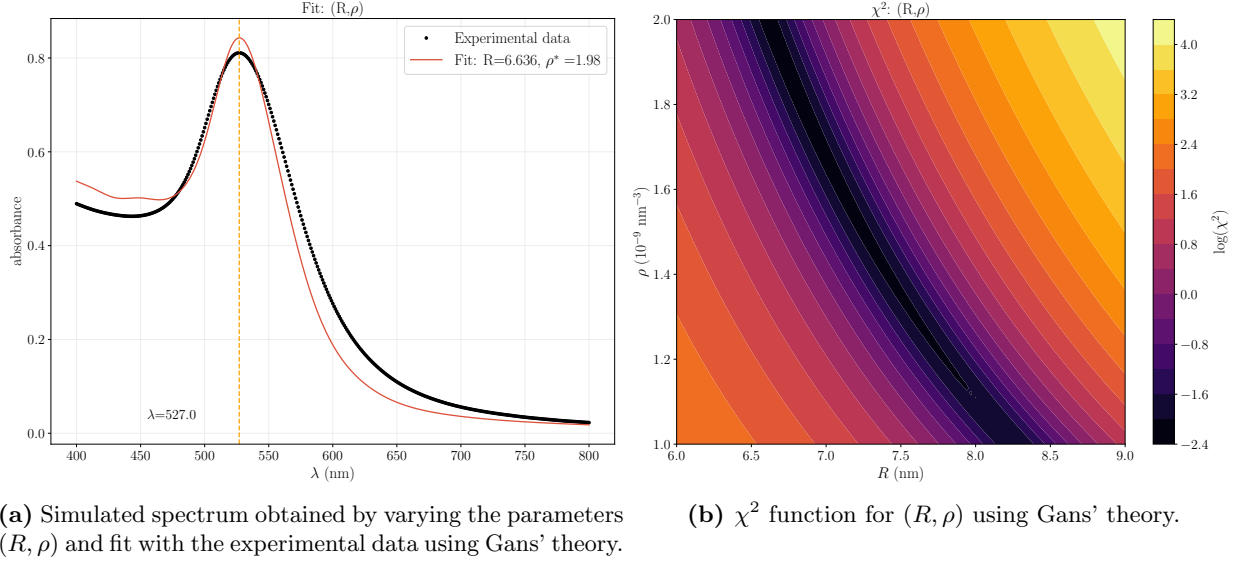 Fit: (R,ρ)
Experimental data
Fit: R=6.636, ρ* =1.98
0.8
0.6
0.4
0.2
0.0
absorbance
λ=527.0
400 450 500 550 600 650 700 750 800
λ (nm)
χ²: (R,ρ)
2.0
1.8
1.6
1.4
1.2
1.0
ρ (10⁻⁹ nm⁻³)
6.0 6.5 7.0 7.5 8.0 8.5 9.0
R (nm)
4.0
3.2
2.4
1.6
0.8
0.0
−0.8
−1.6
−2.4
log(χ²)
(a) Simulated spectrum obtained by varying the parameters
(R, ρ) and fit with the experimental data using Gans’ theory.
(b) χ² function for (R, ρ) using Gans’ theory.